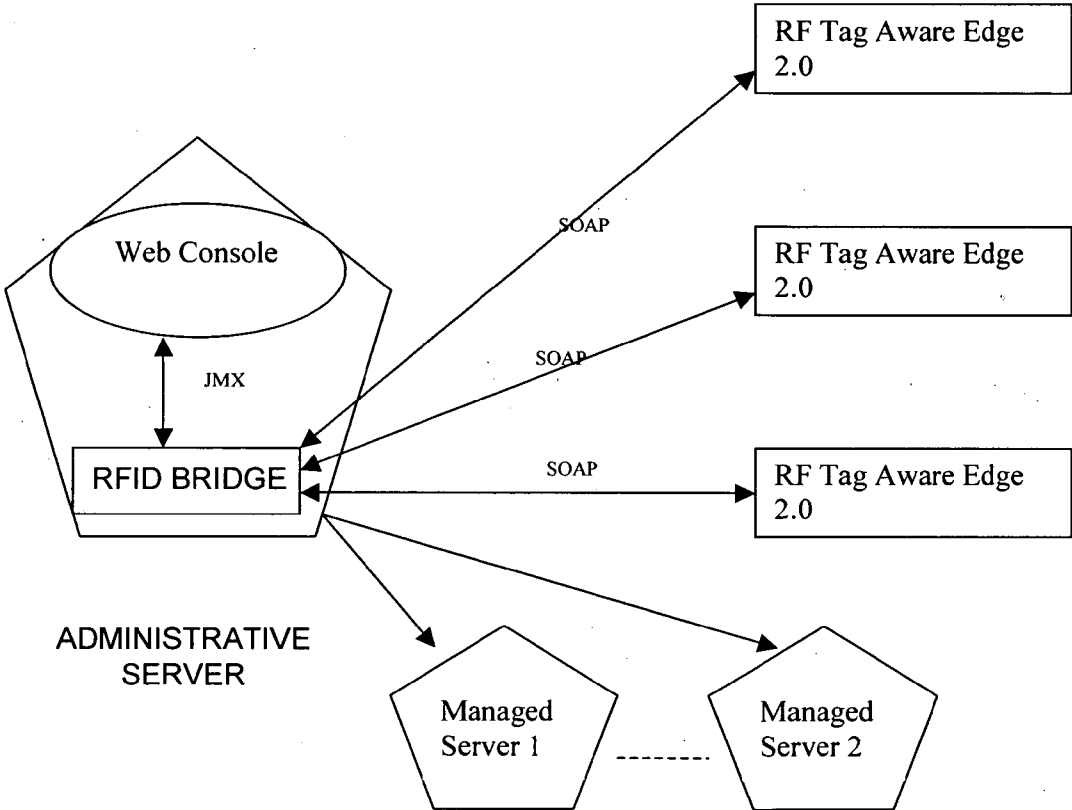 RF Tag Aware Edge
2.0
SOAP
Web Console
RF Tag Aware Edge
2.0
SOAP
JMX
RFID BRIDGE
SOAP
RF Tag Aware Edge
2.0
ADMINISTRATIVE
SERVER
Managed
Server 1
Managed
Server 2